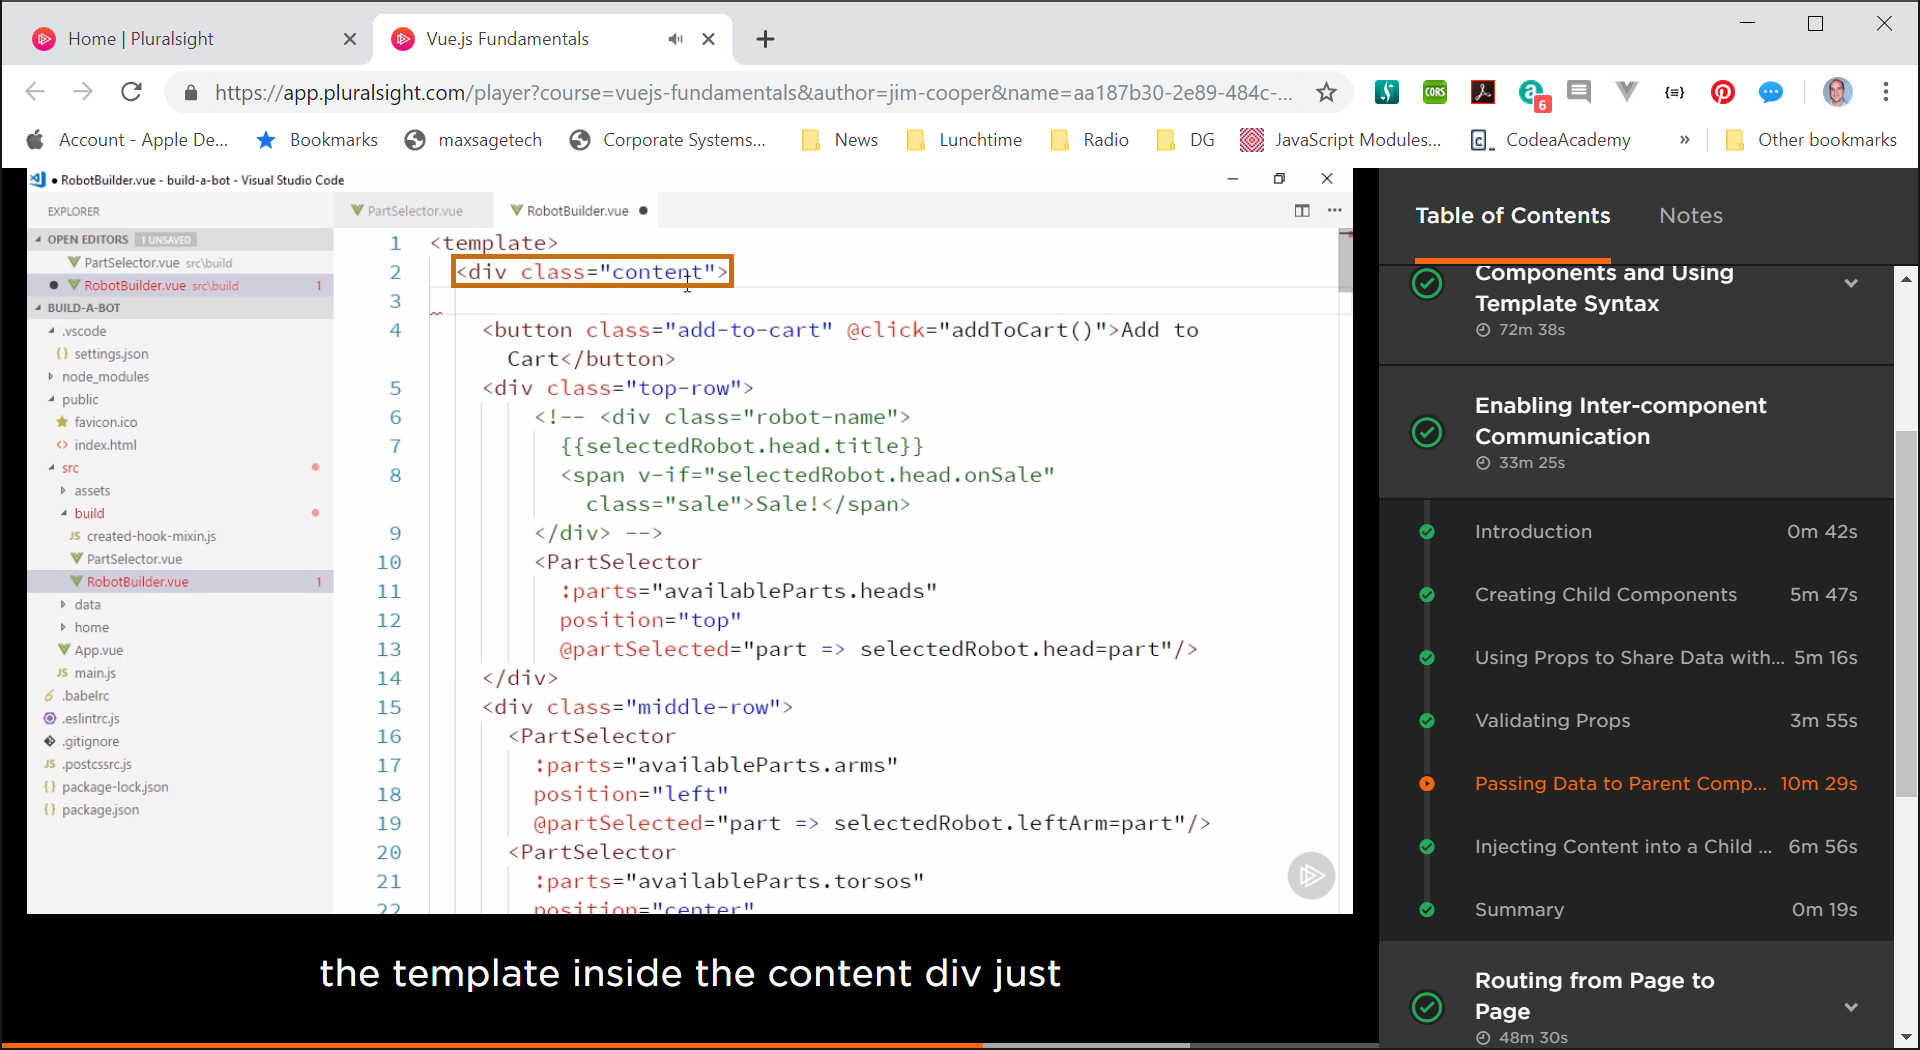 Home | Pluralsight
Vue.js Fundamentals
https://app.pluralsight.com/player?course=vuejs-fundamentals&author=jim-cooper&name=aa187b30-2e89-484c-...
CORS
6
Account - Apple De...
Bookmarks
maxsagetech
Corporate Systems...
News
Lunchtime
Radio
DG
JavaScript Modules...
CodeaAcademy
»
Other bookmarks
● RobotBuilder.vue - build-a-bot - Visual Studio Code
EXPLORER
OPEN EDITORS 1 UNSAVED
PartSelector.vue src\build
RobotBuilder.vue src\build 1
BUILD-A-BOT
.vscode
{} settings.json
node_modules
public
favicon.ico
<> index.html
src
assets
build
JS created-hook-mixin.js
PartSelector.vue
RobotBuilder.vue 1
data
home
App.vue
JS main.js
.babelrc
.eslintrc.js
.gitignore
JS .postcssrc.js
{} package-lock.json
{} package.json
PartSelector.vue
RobotBuilder.vue ●
1 <template>
2 <div class="content">
3
4 <button class="add-to-cart" @click="addToCart()">Add to
Cart</button>
5 <div class="top-row">
6 <!-- <div class="robot-name">
7 {{selectedRobot.head.title}}
8 <span v-if="selectedRobot.head.onSale"
class="sale">Sale!</span>
9 </div> -->
10 <PartSelector
11 :parts="availableParts.heads"
12 position="top"
13 @partSelected="part => selectedRobot.head=part"/>
14 </div>
15 <div class="middle-row">
16 <PartSelector
17 :parts="availableParts.arms"
18 position="left"
19 @partSelected="part => selectedRobot.leftArm=part"/>
20 <PartSelector
21 :parts="availableParts.torsos"
22 position="center"
the template inside the content div just
Table of Contents
Notes
Components and Using
Template Syntax
72m 38s
Enabling Inter-component
Communication
33m 25s
Introduction 0m 42s
Creating Child Components 5m 47s
Using Props to Share Data with... 5m 16s
Validating Props 3m 55s
Passing Data to Parent Comp... 10m 29s
Injecting Content into a Child ... 6m 56s
Summary 0m 19s
Routing from Page to
Page
48m 30s